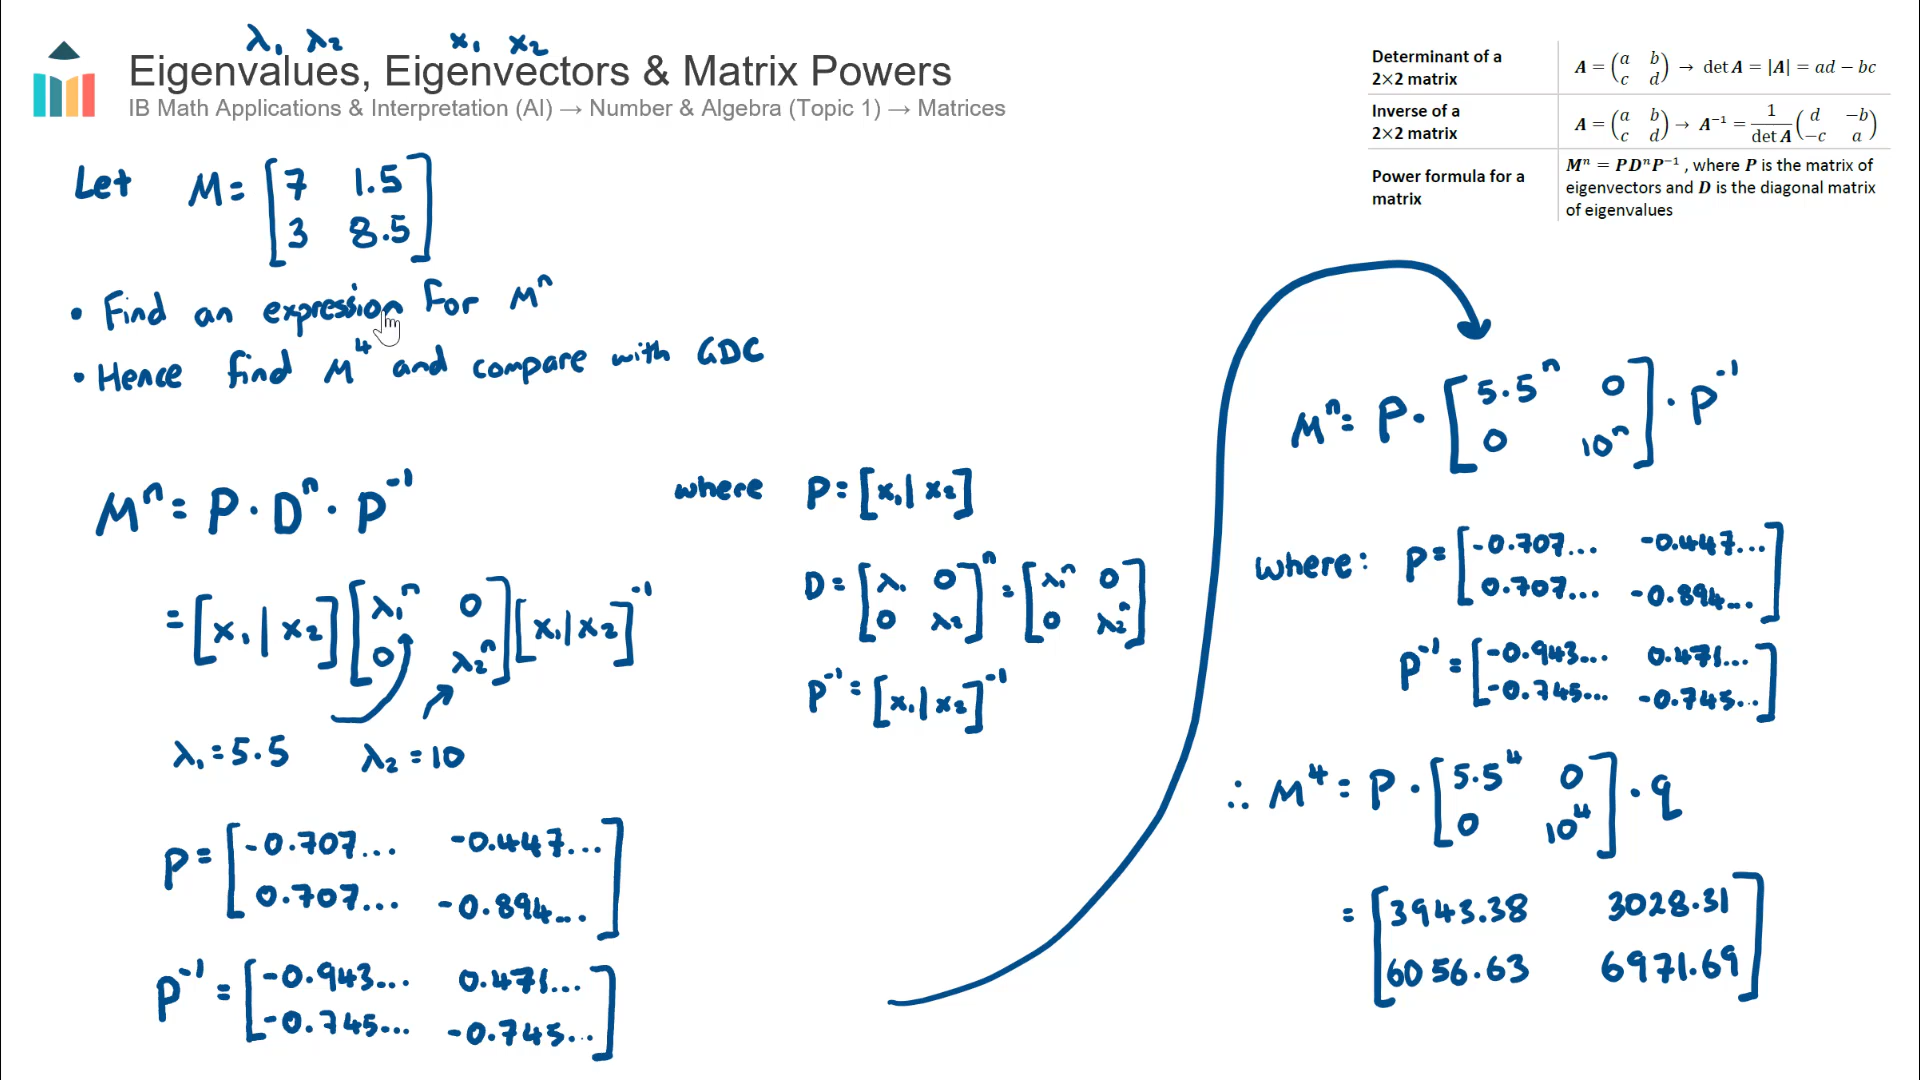 λ₁ λ₂ x₁ x₂
Eigenvalues, Eigenvectors & Matrix Powers
IB Math Applications & Interpretation (AI) → Number & Algebra (Topic 1) → Matrices
Determinant of a 2×2 matrix
A = (a b; c d) → det A = |A| = ad − bc
Inverse of a 2×2 matrix
A = (a b; c d) → A⁻¹ = 1/det A (d −b; −c a)
Power formula for a matrix
Mⁿ = PDⁿP⁻¹ , where P is the matrix of
eigenvectors and D is the diagonal matrix
of eigenvalues
Let M = [7 1.5; 3 8.5]
• Find an expression for Mⁿ
• Hence find M⁴ and compare with GDC
Mⁿ = P · Dⁿ · P⁻¹
= [x₁ | x₂] [λ₁ⁿ 0; 0 λ₂ⁿ] [x₁ | x₂]⁻¹
λ₁ = 5.5 λ₂ = 10
P = [-0.707... -0.447...; 0.707... -0.894...]
P⁻¹ = [-0.943... 0.471...; -0.745... -0.745...]
where P = [x₁ | x₂]
D = [λ₁ 0; 0 λ₂]ⁿ = [λ₁ⁿ 0; 0 λ₂ⁿ]
P⁻¹ = [x₁ | x₂]⁻¹
Mⁿ = P · [5.5ⁿ 0; 0 10ⁿ] · P⁻¹
where: P = [-0.707... -0.447...; 0.707... -0.894...]
P⁻¹ = [-0.943... 0.471...; -0.745... -0.745...]
∴ M⁴ = P · [5.5⁴ 0; 0 10⁴] · q
= [3943.38 3028.31; 6056.63 6971.69]